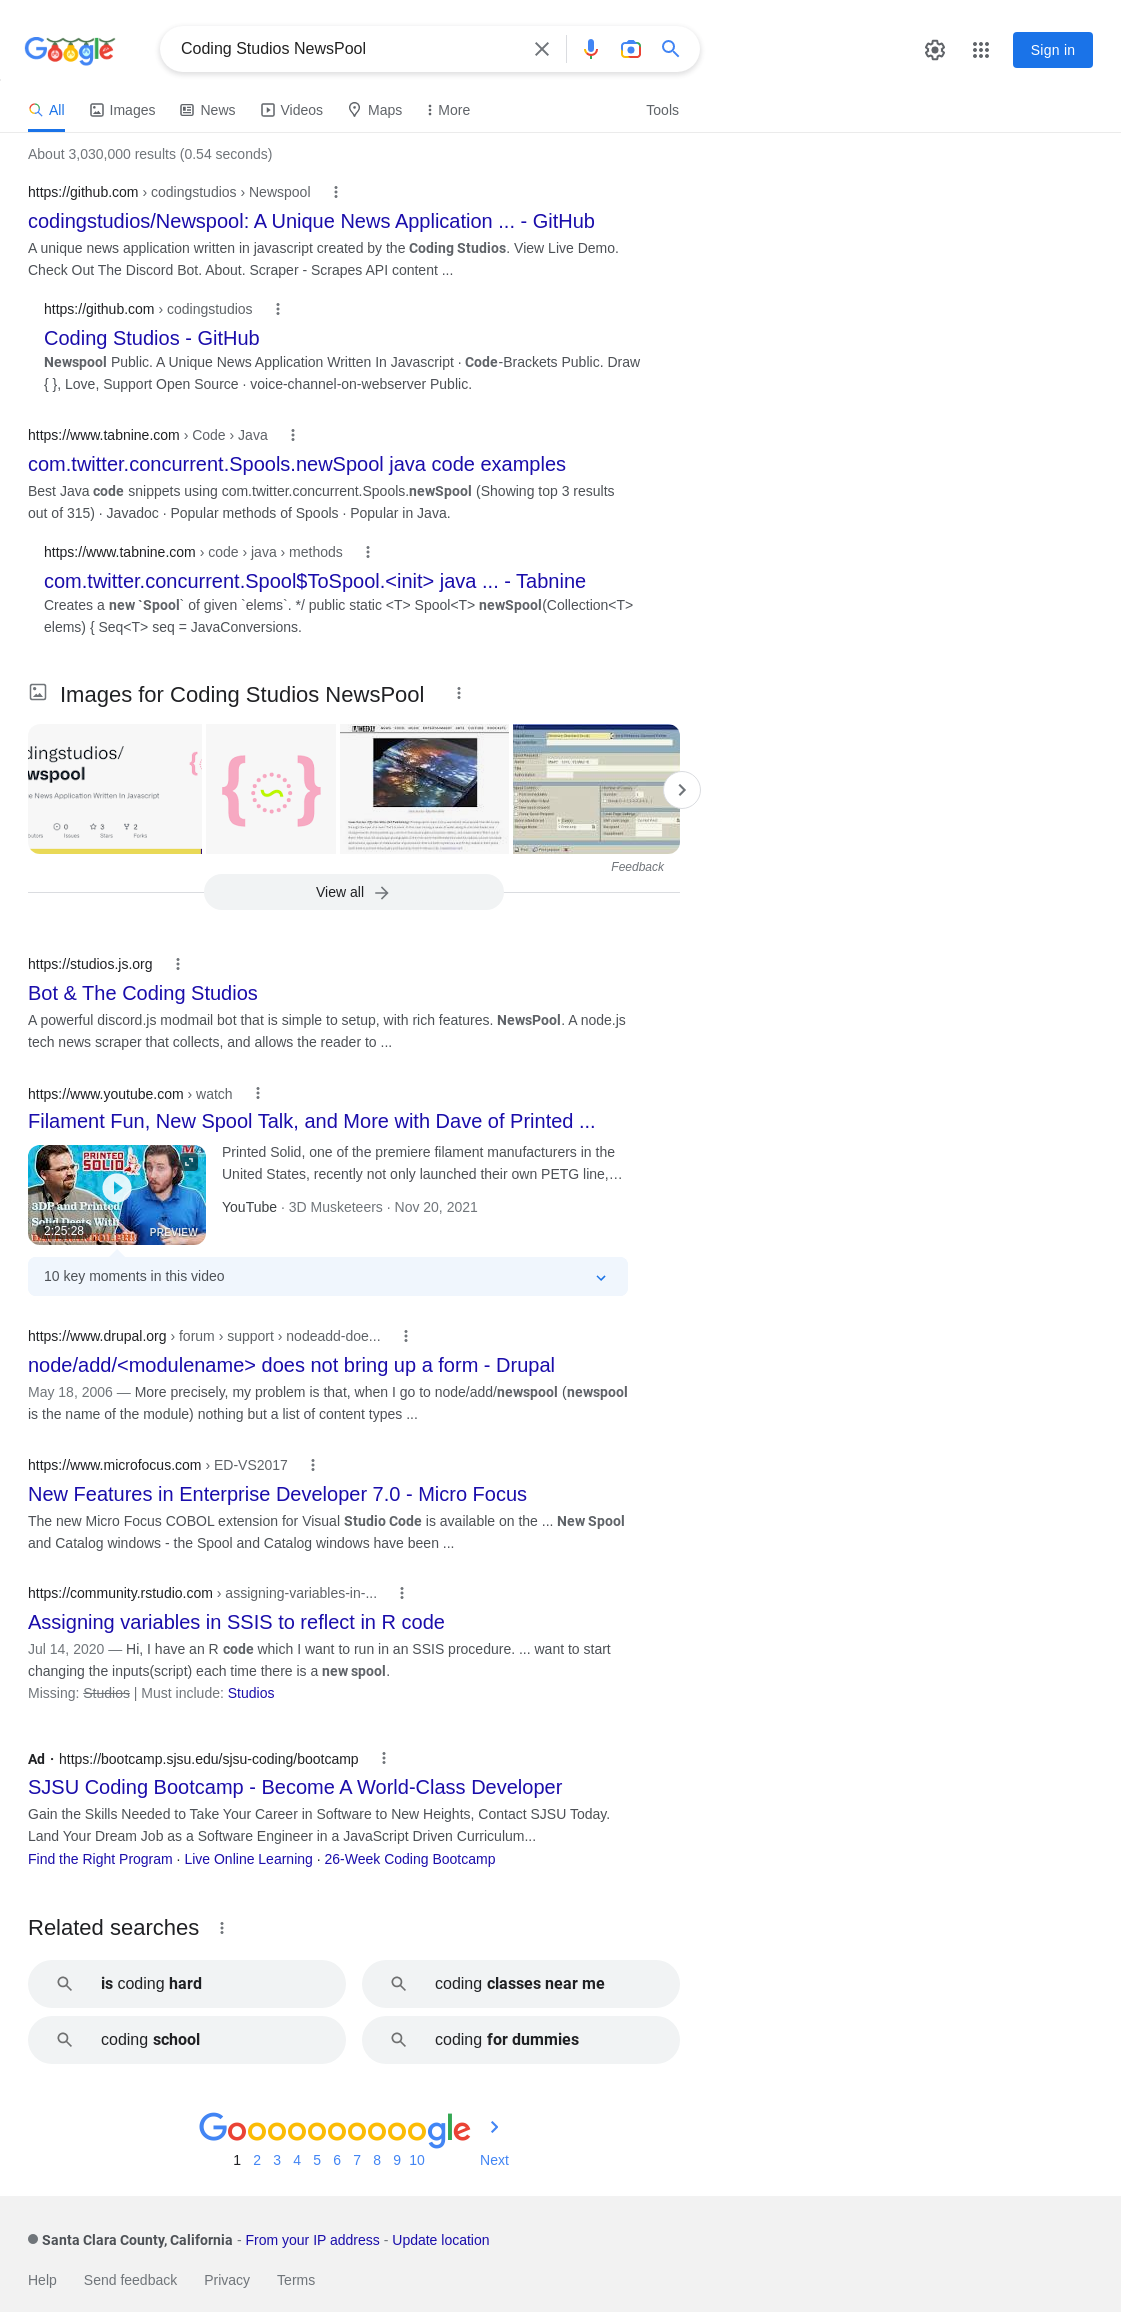 Google
Coding Studios NewsPool
Sign in
All
Images
News
Videos
Maps
More
Tools
About 3,030,000 results (0.54 seconds)
https://github.com › codingstudios › Newspool
codingstudios/Newspool: A Unique News Application ... - GitHub
A unique news application written in javascript created by the Coding Studios. View Live Demo.
Check Out The Discord Bot. About. Scraper - Scrapes API content ...
https://github.com › codingstudios
Coding Studios - GitHub
Newspool Public. A Unique News Application Written In Javascript · Code-Brackets Public. Draw
{ }, Love, Support Open Source · voice-channel-on-webserver Public.
https://www.tabnine.com › Code › Java
com.twitter.concurrent.Spools.newSpool java code examples
Best Java code snippets using com.twitter.concurrent.Spools.newSpool (Showing top 3 results
out of 315) · Javadoc · Popular methods of Spools · Popular in Java.
https://www.tabnine.com › code › java › methods
com.twitter.concurrent.Spool$ToSpool.<init> java ... - Tabnine
Creates a new `Spool` of given `elems`. */ public static <T> Spool<T> newSpool(Collection<T>
elems) { Seq<T> seq = JavaConversions.
Images for Coding Studios NewsPool
dingstudios/
wspool
e News Application Written In Javascript
0
3
2
utors
Issues
Stars
Forks
Feedback
View all
https://studios.js.org
Bot & The Coding Studios
A powerful discord.js modmail bot that is simple to setup, with rich features. NewsPool. A node.js
tech news scraper that collects, and allows the reader to ...
https://www.youtube.com › watch
Filament Fun, New Spool Talk, and More with Dave of Printed ...
PRINTED
SOLID
3DP and Printed
Solid Deets With
2:25:28
PREVIEW
Printed Solid, one of the premiere filament manufacturers in the
United States, recently not only launched their own PETG line,…
YouTube · 3D Musketeers · Nov 20, 2021
10 key moments in this video
https://www.drupal.org › forum › support › nodeadd-doe...
node/add/<modulename> does not bring up a form - Drupal
May 18, 2006 — More precisely, my problem is that, when I go to node/add/newspool (newspool
is the name of the module) nothing but a list of content types ...
https://www.microfocus.com › ED-VS2017
New Features in Enterprise Developer 7.0 - Micro Focus
The new Micro Focus COBOL extension for Visual Studio Code is available on the ... New Spool
and Catalog windows - the Spool and Catalog windows have been ...
https://community.rstudio.com › assigning-variables-in-...
Assigning variables in SSIS to reflect in R code
Jul 14, 2020 — Hi, I have an R code which I want to run in an SSIS procedure. ... want to start
changing the inputs(script) each time there is a new spool.
Missing: Studios | Must include: Studios
Ad · https://bootcamp.sjsu.edu/sjsu-coding/bootcamp
SJSU Coding Bootcamp - Become A World-Class Developer
Gain the Skills Needed to Take Your Career in Software to New Heights, Contact SJSU Today.
Land Your Dream Job as a Software Engineer in a JavaScript Driven Curriculum...
Find the Right Program · Live Online Learning · 26-Week Coding Bootcamp
Related searches
is coding hard
coding classes near me
coding school
coding for dummies
Goooooooooogle
1 2 3 4 5 6 7 8 9 10 Next
Santa Clara County, California - From your IP address - Update location
Help Send feedback Privacy Terms